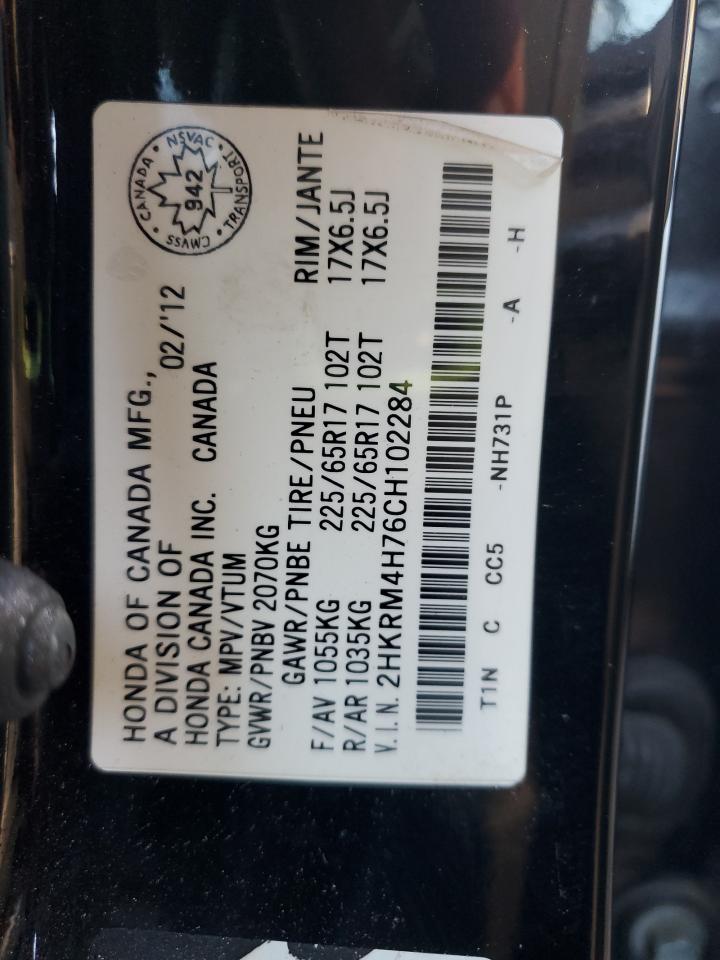 HONDA OF CANADA MFG.,
A DIVISION OF 02/'12
HONDA CANADA INC. CANADA
TYPE: MPV/VTUM
GVWR/PNBV 2070KG
GAWR/PNBE TIRE/PNEU RIM/JANTE
F/AV 1055KG 225/65R17 102T 17X6.5J
R/AR 1035KG 225/65R17 102T 17X6.5J
V.I.N. 2HKRM4H76CH102284
T1N C CC5 -NH731P -A -H
CANADA • NSVAC • TRANSPORT • CMVSS •
942